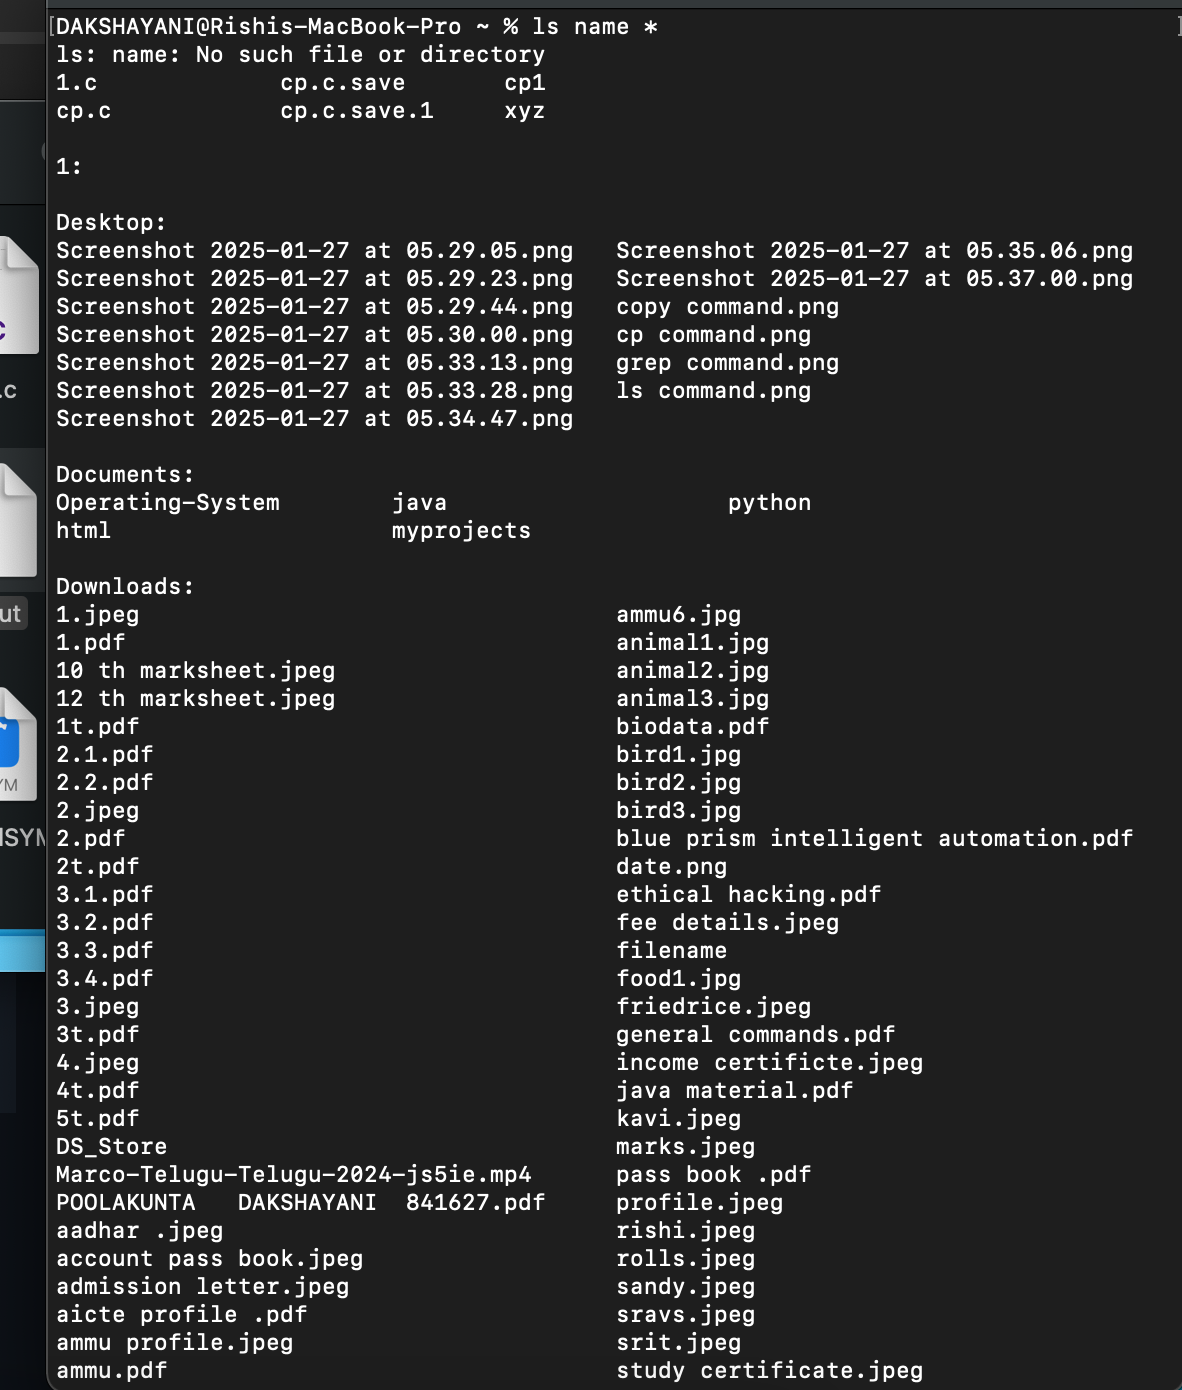 [DAKSHAYANI@Rishis-MacBook-Pro ~ % ls name *
ls: name: No such file or directory
1.c cp.c.save cp1
cp.c cp.c.save.1 xyz
1:
Desktop:
Screenshot 2025-01-27 at 05.29.05.png Screenshot 2025-01-27 at 05.35.06.png
Screenshot 2025-01-27 at 05.29.23.png Screenshot 2025-01-27 at 05.37.00.png
Screenshot 2025-01-27 at 05.29.44.png copy command.png
Screenshot 2025-01-27 at 05.30.00.png cp command.png
Screenshot 2025-01-27 at 05.33.13.png grep command.png
Screenshot 2025-01-27 at 05.33.28.png ls command.png
Screenshot 2025-01-27 at 05.34.47.png
Documents:
Operating-System java python
html myprojects
Downloads:
1.jpeg ammu6.jpg
1.pdf animal1.jpg
10 th marksheet.jpeg animal2.jpg
12 th marksheet.jpeg animal3.jpg
1t.pdf biodata.pdf
2.1.pdf bird1.jpg
2.2.pdf bird2.jpg
2.jpeg bird3.jpg
2.pdf blue prism intelligent automation.pdf
2t.pdf date.png
3.1.pdf ethical hacking.pdf
3.2.pdf fee details.jpeg
3.3.pdf filename
3.4.pdf food1.jpg
3.jpeg friedrice.jpeg
3t.pdf general commands.pdf
4.jpeg income certificte.jpeg
4t.pdf java material.pdf
5t.pdf kavi.jpeg
DS_Store marks.jpeg
Marco-Telugu-Telugu-2024-js5ie.mp4 pass book .pdf
POOLAKUNTA DAKSHAYANI 841627.pdf profile.jpeg
aadhar .jpeg rishi.jpeg
account pass book.jpeg rolls.jpeg
admission letter.jpeg sandy.jpeg
aicte profile .pdf sravs.jpeg
ammu profile.jpeg srit.jpeg
ammu.pdf study certificate.jpeg
.c
ut